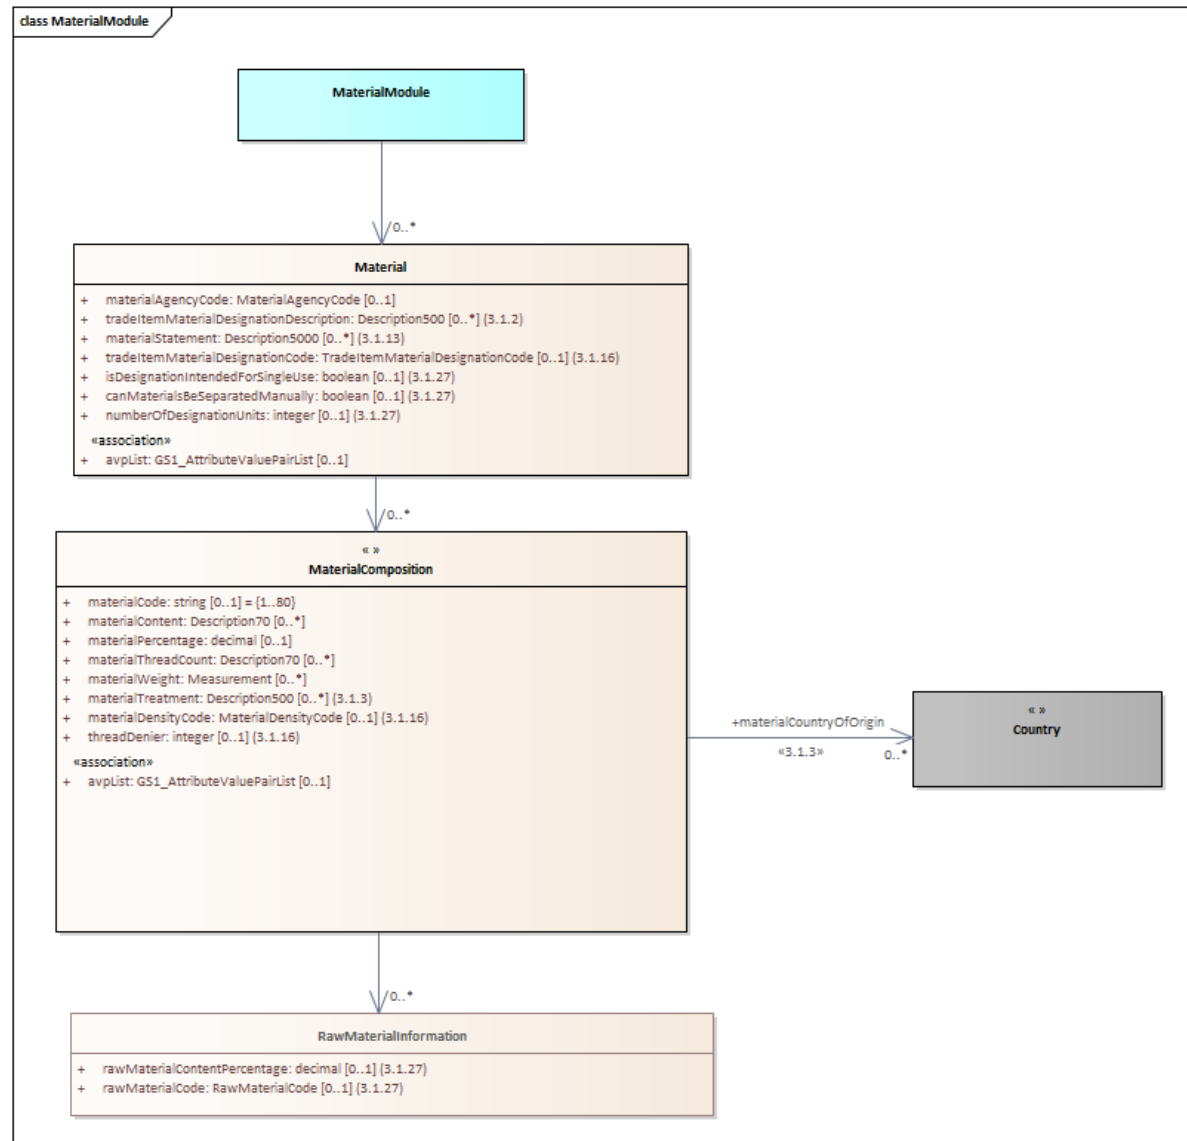 class MaterialModule
MaterialModule
0..*
Material
+ materialAgencyCode: MaterialAgencyCode [0..1]
+ tradeItemMaterialDesignationDescription: Description500 [0..*] (3.1.2)
+ materialStatement: Description5000 [0..*] (3.1.13)
+ tradeItemMaterialDesignationCode: TradeItemMaterialDesignationCode [0..1] (3.1.16)
+ isDesignationIntendedForSingleUse: boolean [0..1] (3.1.27)
+ canMaterialsBeSeparatedManually: boolean [0..1] (3.1.27)
+ numberOfDesignationUnits: integer [0..1] (3.1.27)
«association»
+ avpList: GS1_AttributeValuePairList [0..1]
0..*
« »
MaterialComposition
+ materialCode: string [0..1] = {1..80}
+ materialContent: Description70 [0..*]
+ materialPercentage: decimal [0..1]
+ materialThreadCount: Description70 [0..*]
+ materialWeight: Measurement [0..*]
+ materialTreatment: Description500 [0..*] (3.1.3)
+ materialDensityCode: MaterialDensityCode [0..1] (3.1.16)
+ threadDenier: integer [0..1] (3.1.16)
«association»
+ avpList: GS1_AttributeValuePairList [0..1]
+materialCountryOfOrigin
«3.1.3»
0..*
« »
Country
0..*
RawMaterialInformation
+ rawMaterialContentPercentage: decimal [0..1] (3.1.27)
+ rawMaterialCode: RawMaterialCode [0..1] (3.1.27)